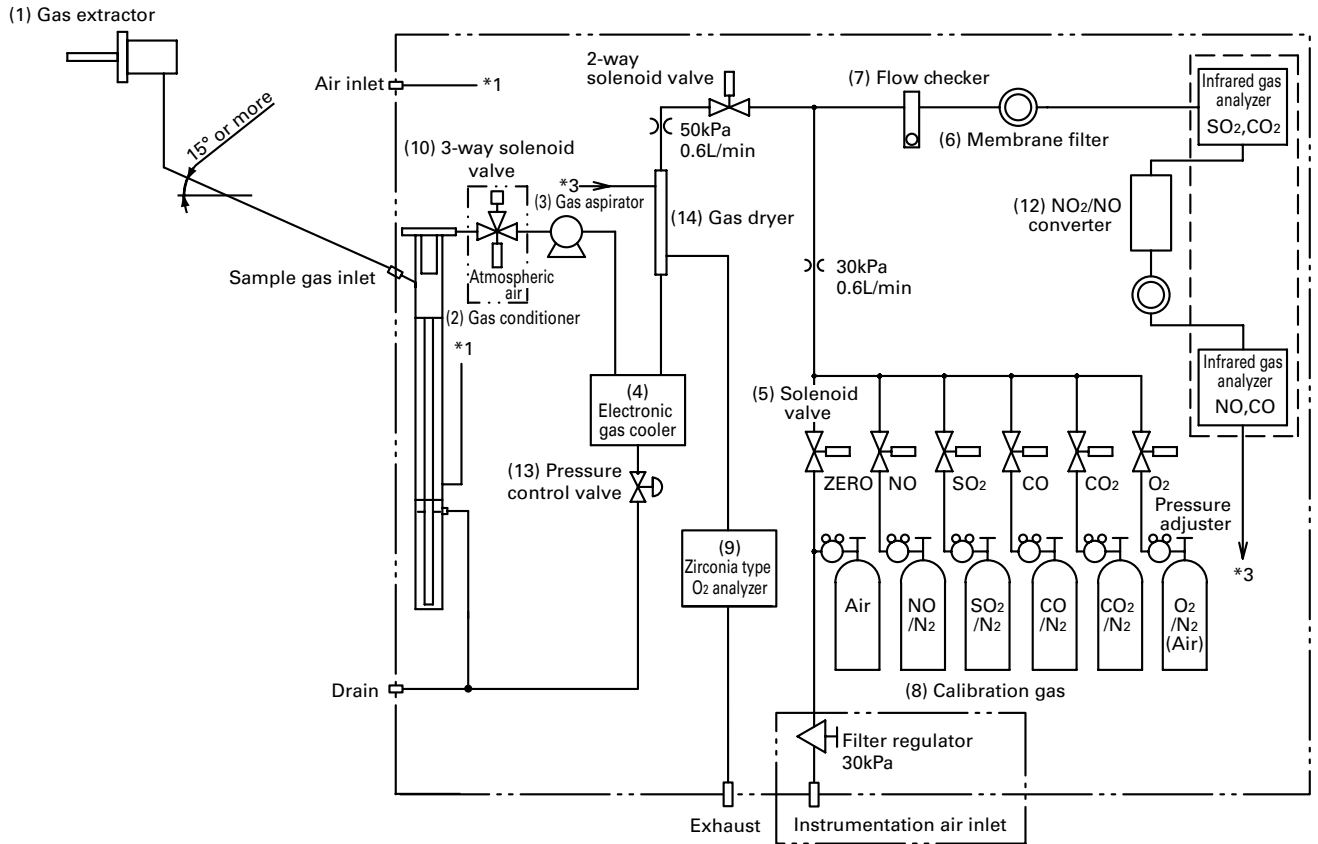 (1) Gas extractor
15° or more
Air inlet
*1
2-way
solenoid valve
(7) Flow checker
Infrared gas
analyzer
SO2,CO2
50kPa
0.6L/min
(6) Membrane filter
(10) 3-way solenoid
valve
*3
(3) Gas aspirator
(14) Gas dryer
(12) NO2/NO
converter
Sample gas inlet
Atmospheric
air
30kPa
0.6L/min
(2) Gas conditioner
*1
(4)
Electronic
gas cooler
(5) Solenoid
valve
Infrared gas
analyzer
NO,CO
(13) Pressure
control valve
ZERO
NO
SO2
CO
CO2
O2
Pressure
adjuster
(9)
Zirconia type
O2 analyzer
*3
Air
NO
/N2
SO2
/N2
CO
/N2
CO2
/N2
O2
/N2
(Air)
Drain
(8) Calibration gas
Filter regulator
30kPa
Exhaust
Instrumentation air inlet